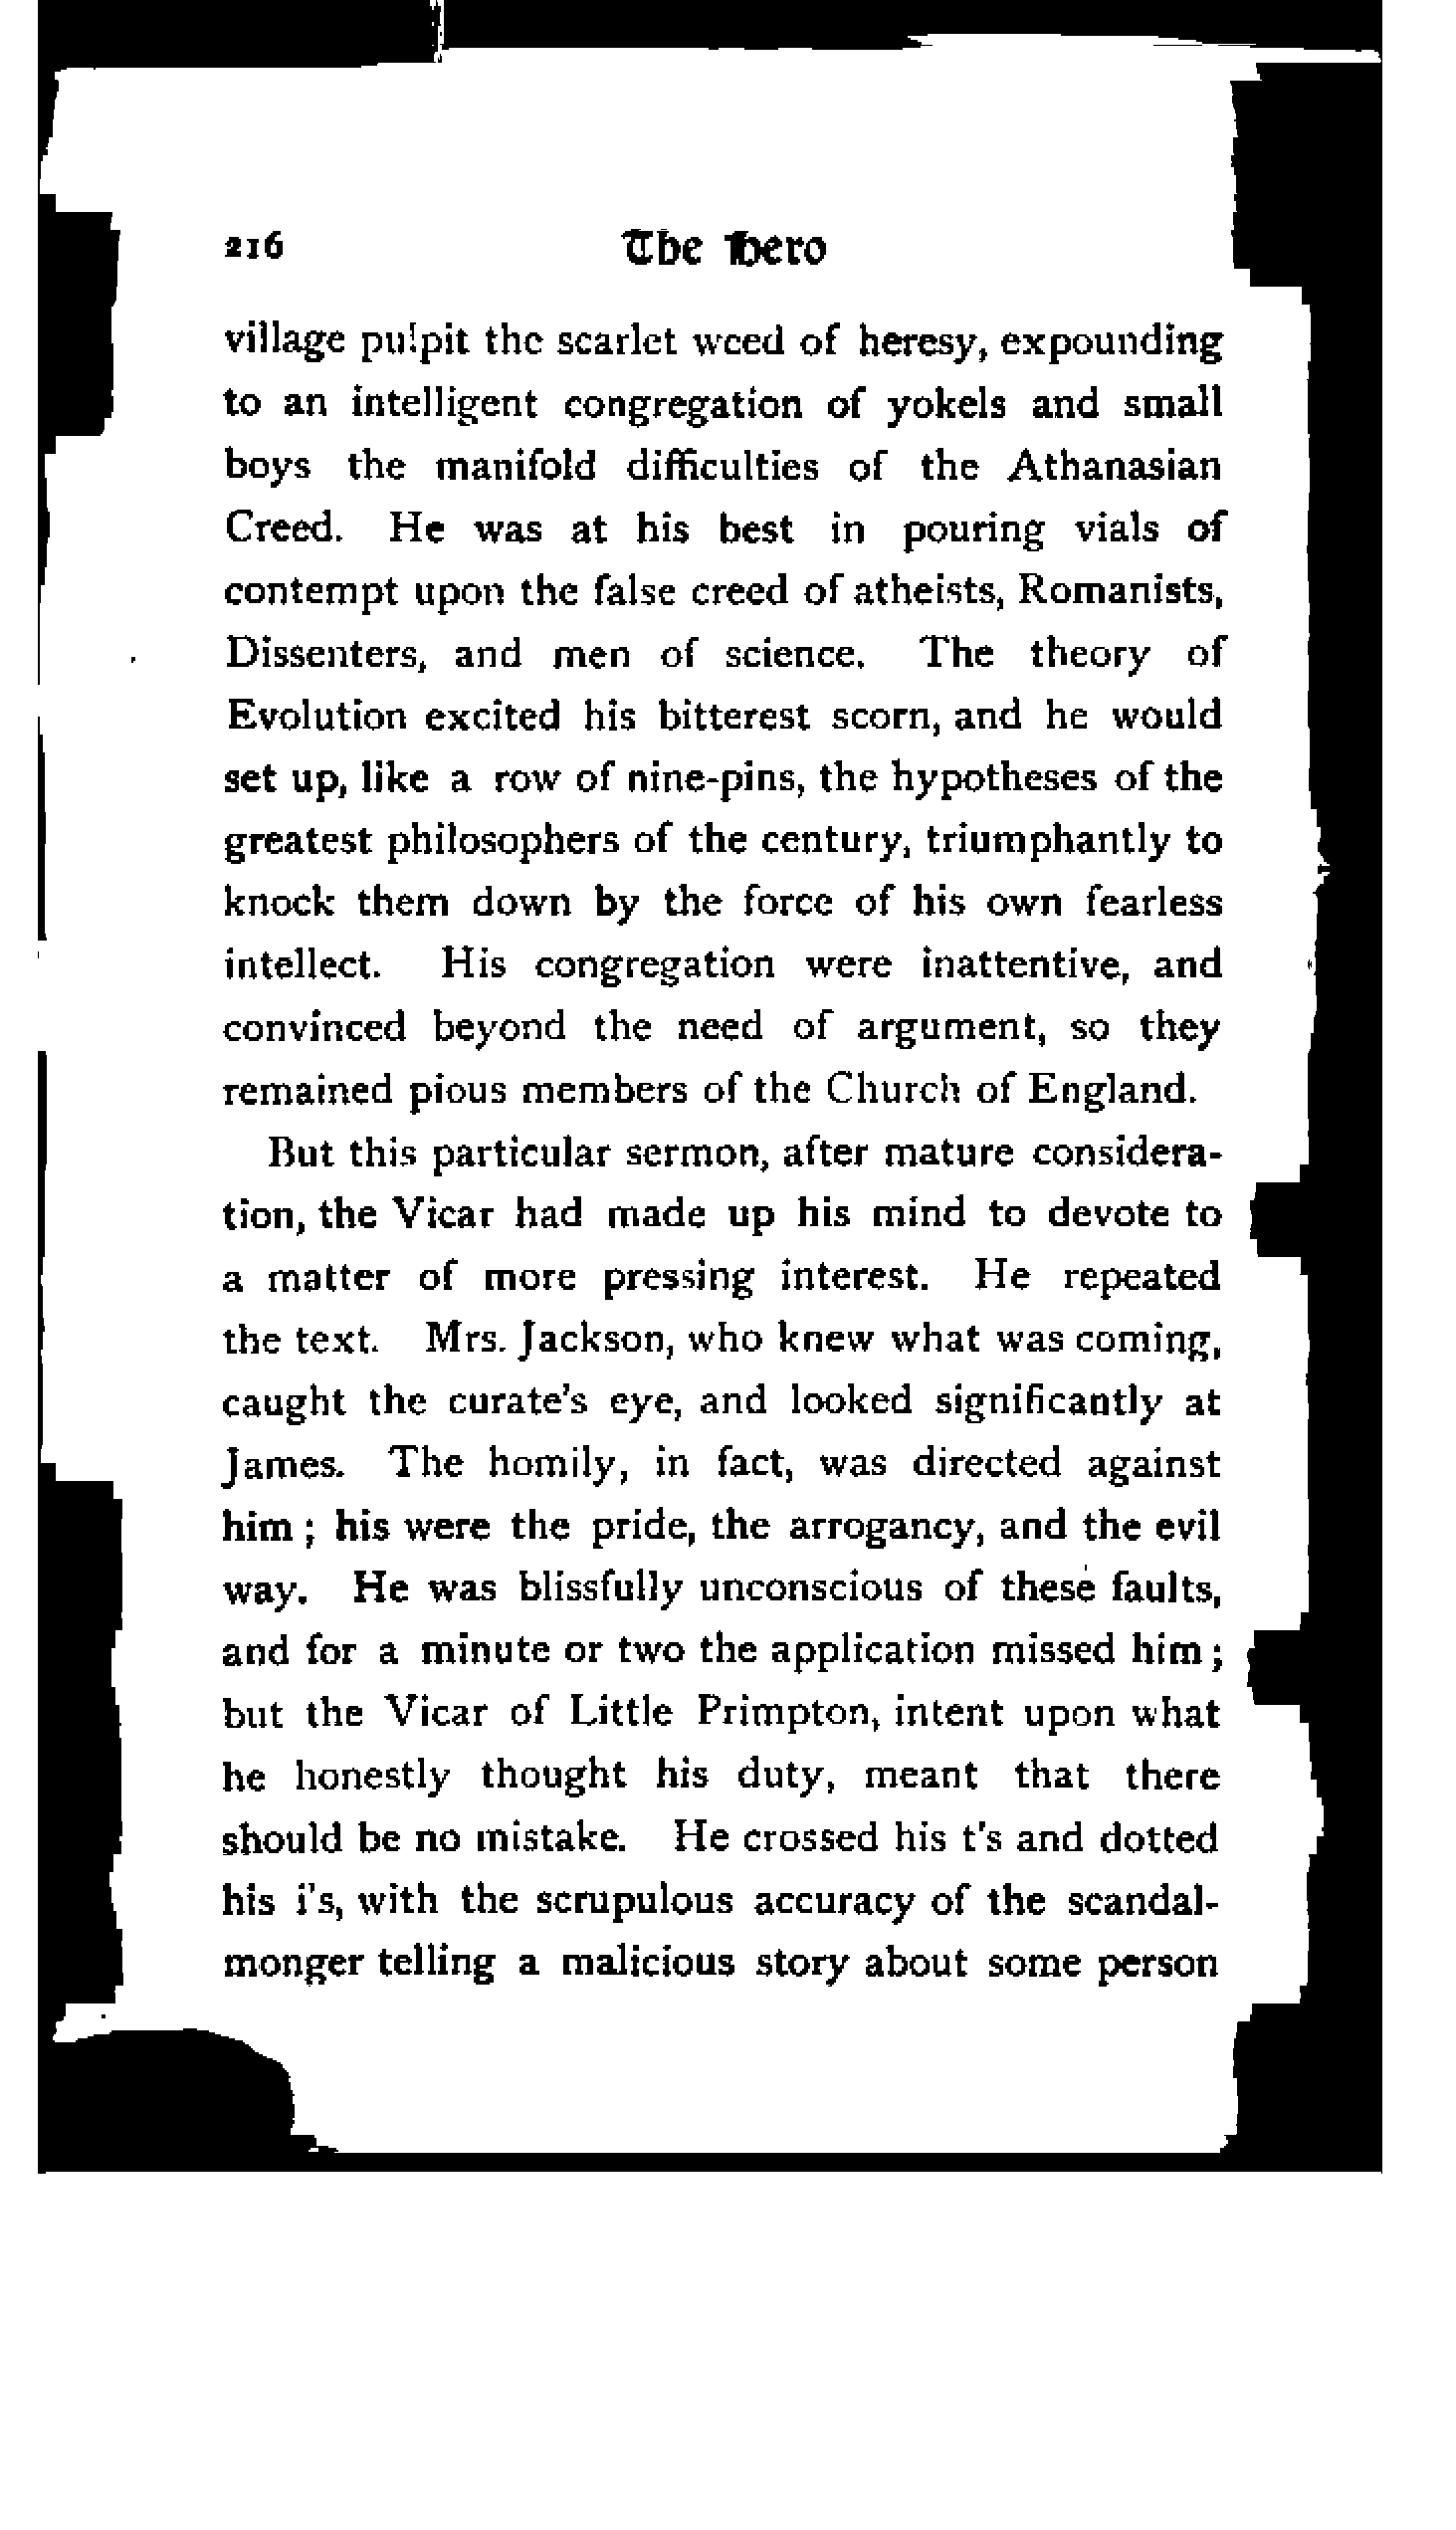 216 The Hero
village pulpit the scarlet weed of heresy, expounding
to an intelligent congregation of yokels and small
boys the manifold difficulties of the Athanasian
Creed. He was at his best in pouring vials of
contempt upon the false creed of atheists, Romanists,
Dissenters, and men of science. The theory of
Evolution excited his bitterest scorn, and he would
set up, like a row of nine-pins, the hypotheses of the
greatest philosophers of the century, triumphantly to
knock them down by the force of his own fearless
intellect. His congregation were inattentive, and
convinced beyond the need of argument, so they
remained pious members of the Church of England.
But this particular sermon, after mature considera-
tion, the Vicar had made up his mind to devote to
a matter of more pressing interest. He repeated
the text. Mrs. Jackson, who knew what was coming,
caught the curate's eye, and looked significantly at
James. The homily, in fact, was directed against
him; his were the pride, the arrogancy, and the evil
way. He was blissfully unconscious of these faults,
and for a minute or two the application missed him;
but the Vicar of Little Primpton, intent upon what
he honestly thought his duty, meant that there
should be no mistake. He crossed his t's and dotted
his i's, with the scrupulous accuracy of the scandal-
monger telling a malicious story about some person